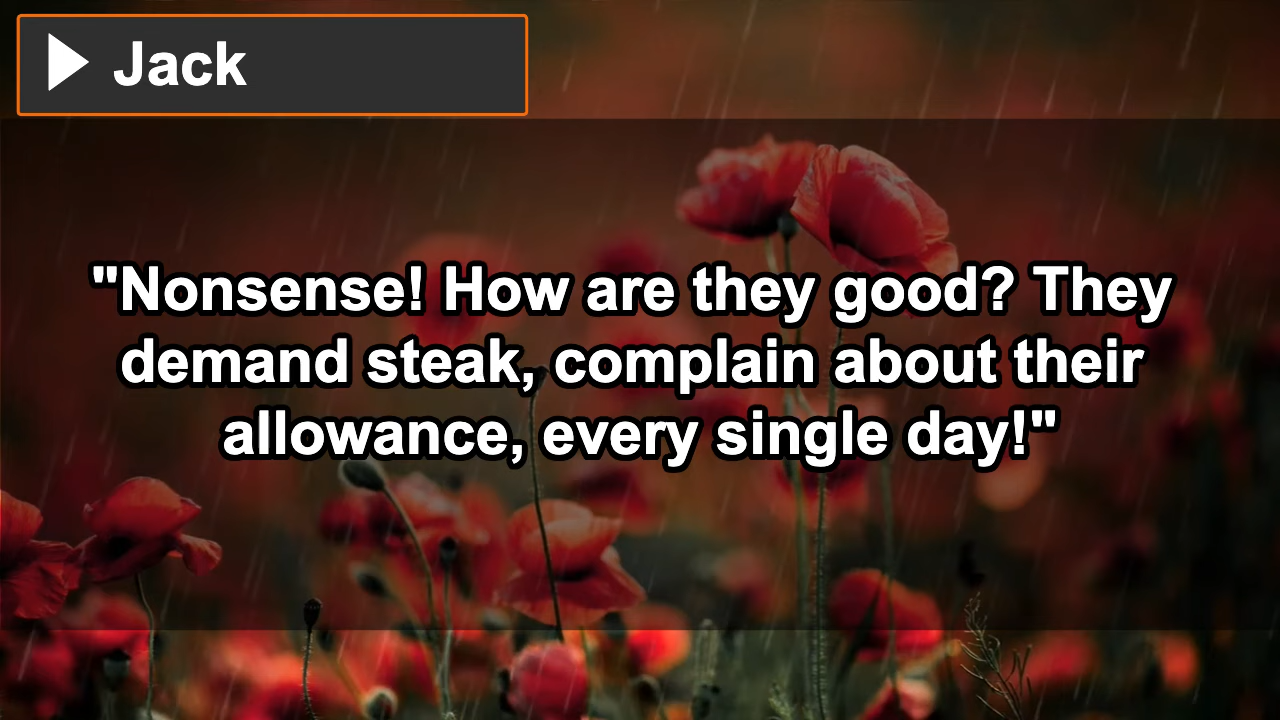 Jack
"Nonsense! How are they good? They
demand steak, complain about their
allowance, every single day!"